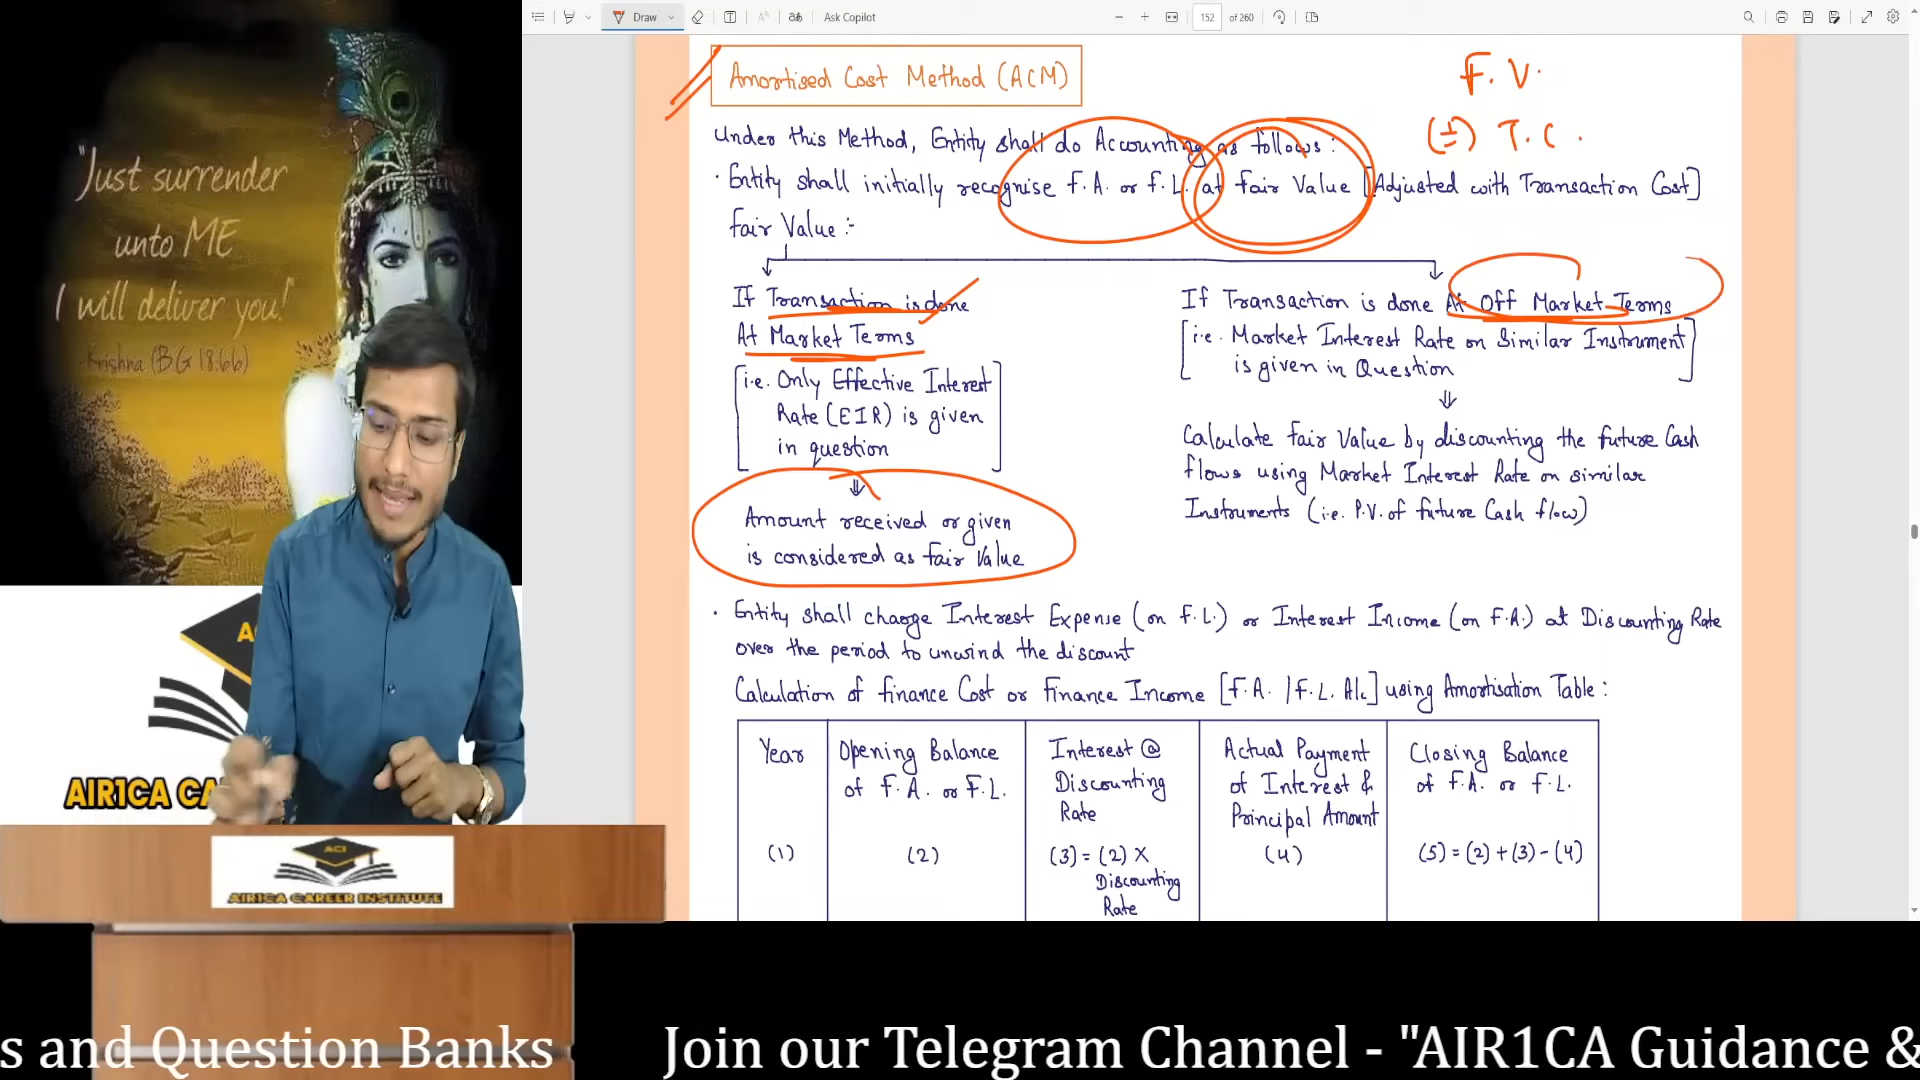 Draw
Ask Copilot
152 of 260
"Just surrender
unto ME
I will deliver you!"
-Krishna (BG 18:66)
Amortised Cost Method (ACM)
F.V.
(±) T.C.
Under this Method, Entity shall do Accounting as follows:
· Entity shall initially recognise F.A. or F.L. at Fair Value [Adjusted with Transaction Cost]
Fair Value :-
If Transaction is done
At Market Terms
[i.e. Only Effective Interest
Rate (EIR) is given
in question]
⇓
Amount received or given
is considered as Fair Value
If Transaction is done At Off Market Terms
[i.e. Market Interest Rate on Similar Instrument
is given in Question]
⇓
Calculate Fair Value by discounting the future Cash
flows using Market Interest Rate on similar
Instruments (i.e. P.V. of future Cash flow)
· Entity shall charge Interest Expense (on F.L.) or Interest Income (on F.A.) at Discounting Rate
over the period to unwind the discount
Calculation of Finance Cost or Finance Income [F.A. / F.L. A/c] using Amortisation Table :
Year
(1)
Opening Balance
of F.A. or F.L.
(2)
Interest @
Discounting
Rate
(3) = (2) X
Discounting
Rate
Actual Payment
of Interest &
Principal Amount
(4)
Closing Balance
of F.A. or F.L.
(5) = (2) + (3) - (4)
AIR1CA CA
ACI
AIR1CA CAREER INSTITUTE
s and Question Banks
Join our Telegram Channel - "AIR1CA Guidance &